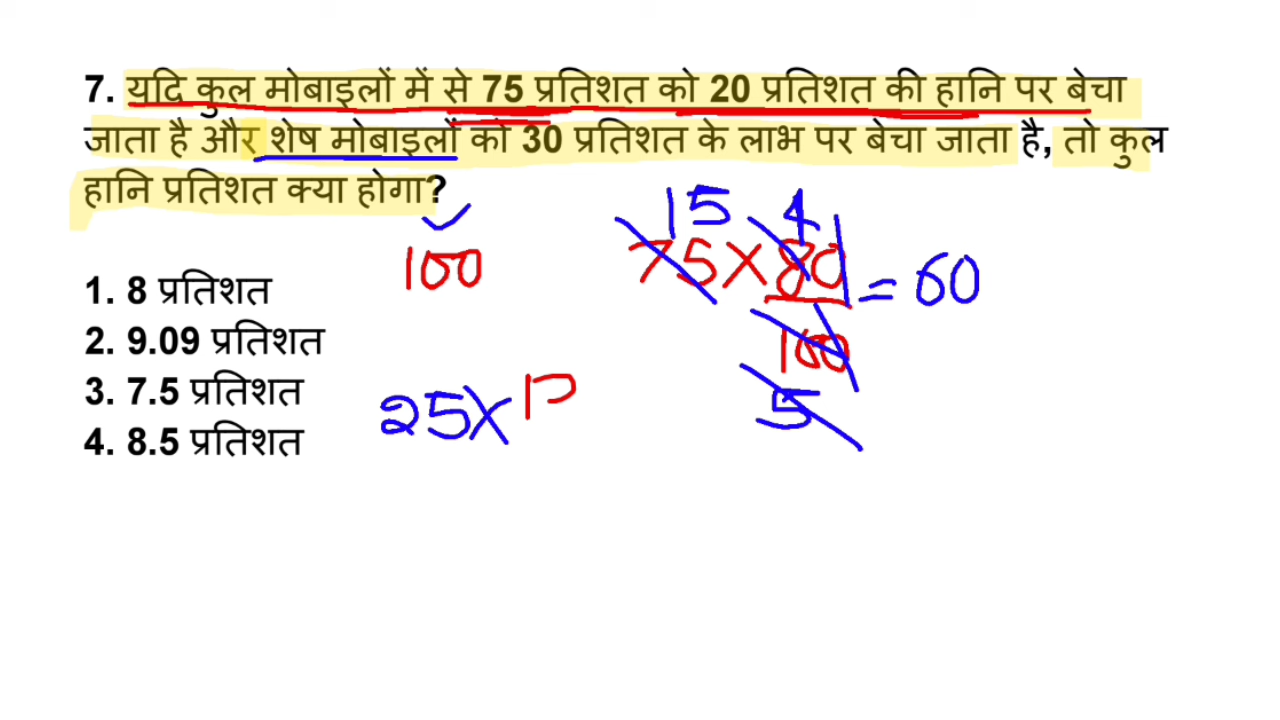 7. यदि कुल मोबाइलों में से 75 प्रतिशत को 20 प्रतिशत की हानि पर बेचा
जाता है और शेष मोबाइलों को 30 प्रतिशत के लाभ पर बेचा जाता है, तो कुल
हानि प्रतिशत क्या होगा?
100
15 4
75×80 = 60
100
5
1. 8 प्रतिशत
2. 9.09 प्रतिशत
3. 7.5 प्रतिशत
4. 8.5 प्रतिशत
25×